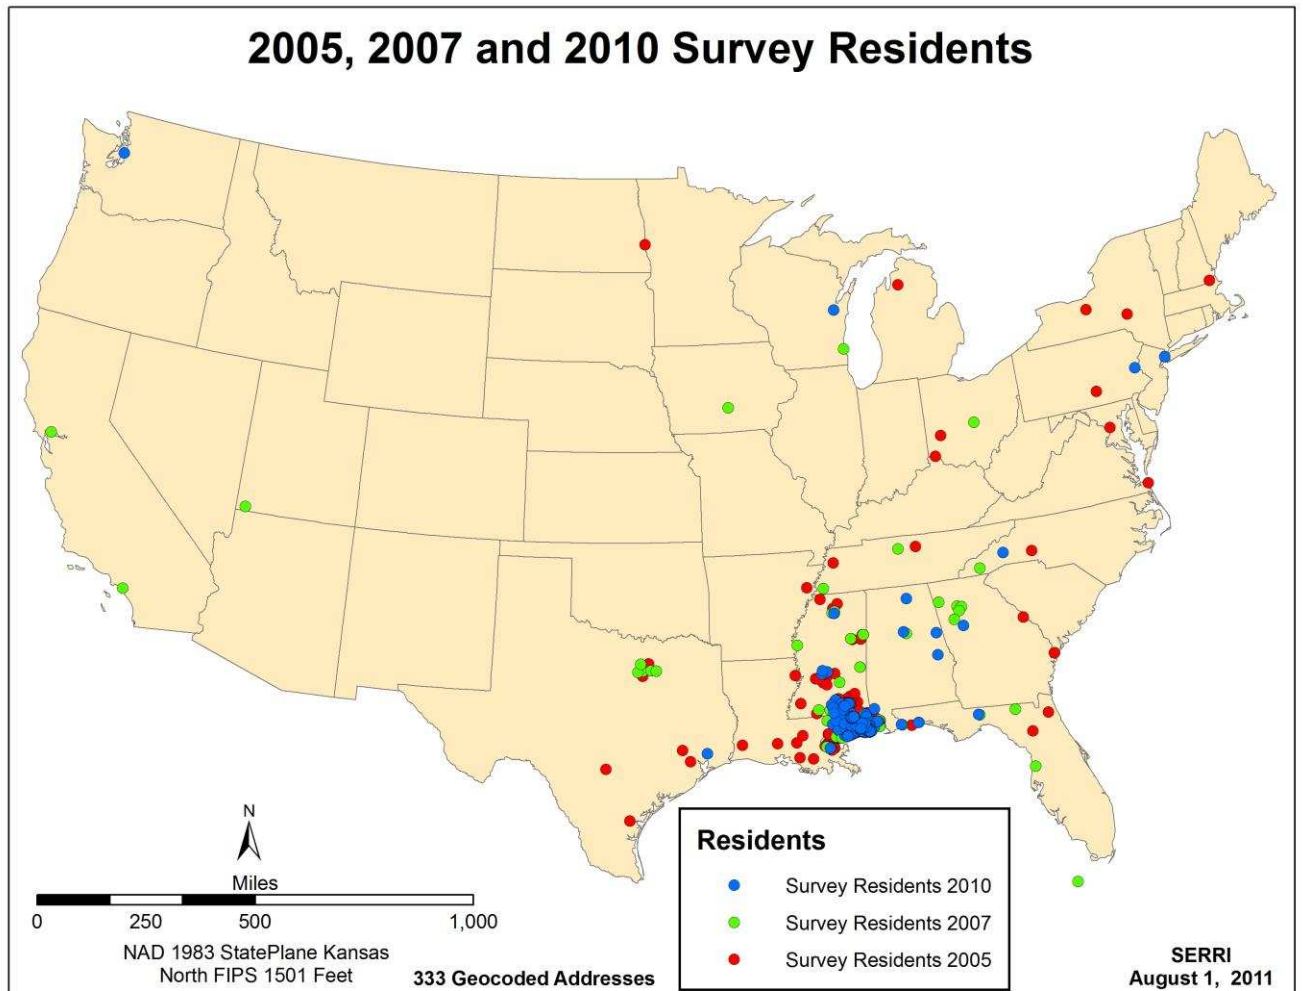 2005, 2007 and 2010 Survey Residents
N
Miles
0 250 500 1,000
NAD 1983 StatePlane Kansas
North FIPS 1501 Feet
333 Geocoded Addresses
Residents
Survey Residents 2010
Survey Residents 2007
Survey Residents 2005
SERRI
August 1, 2011